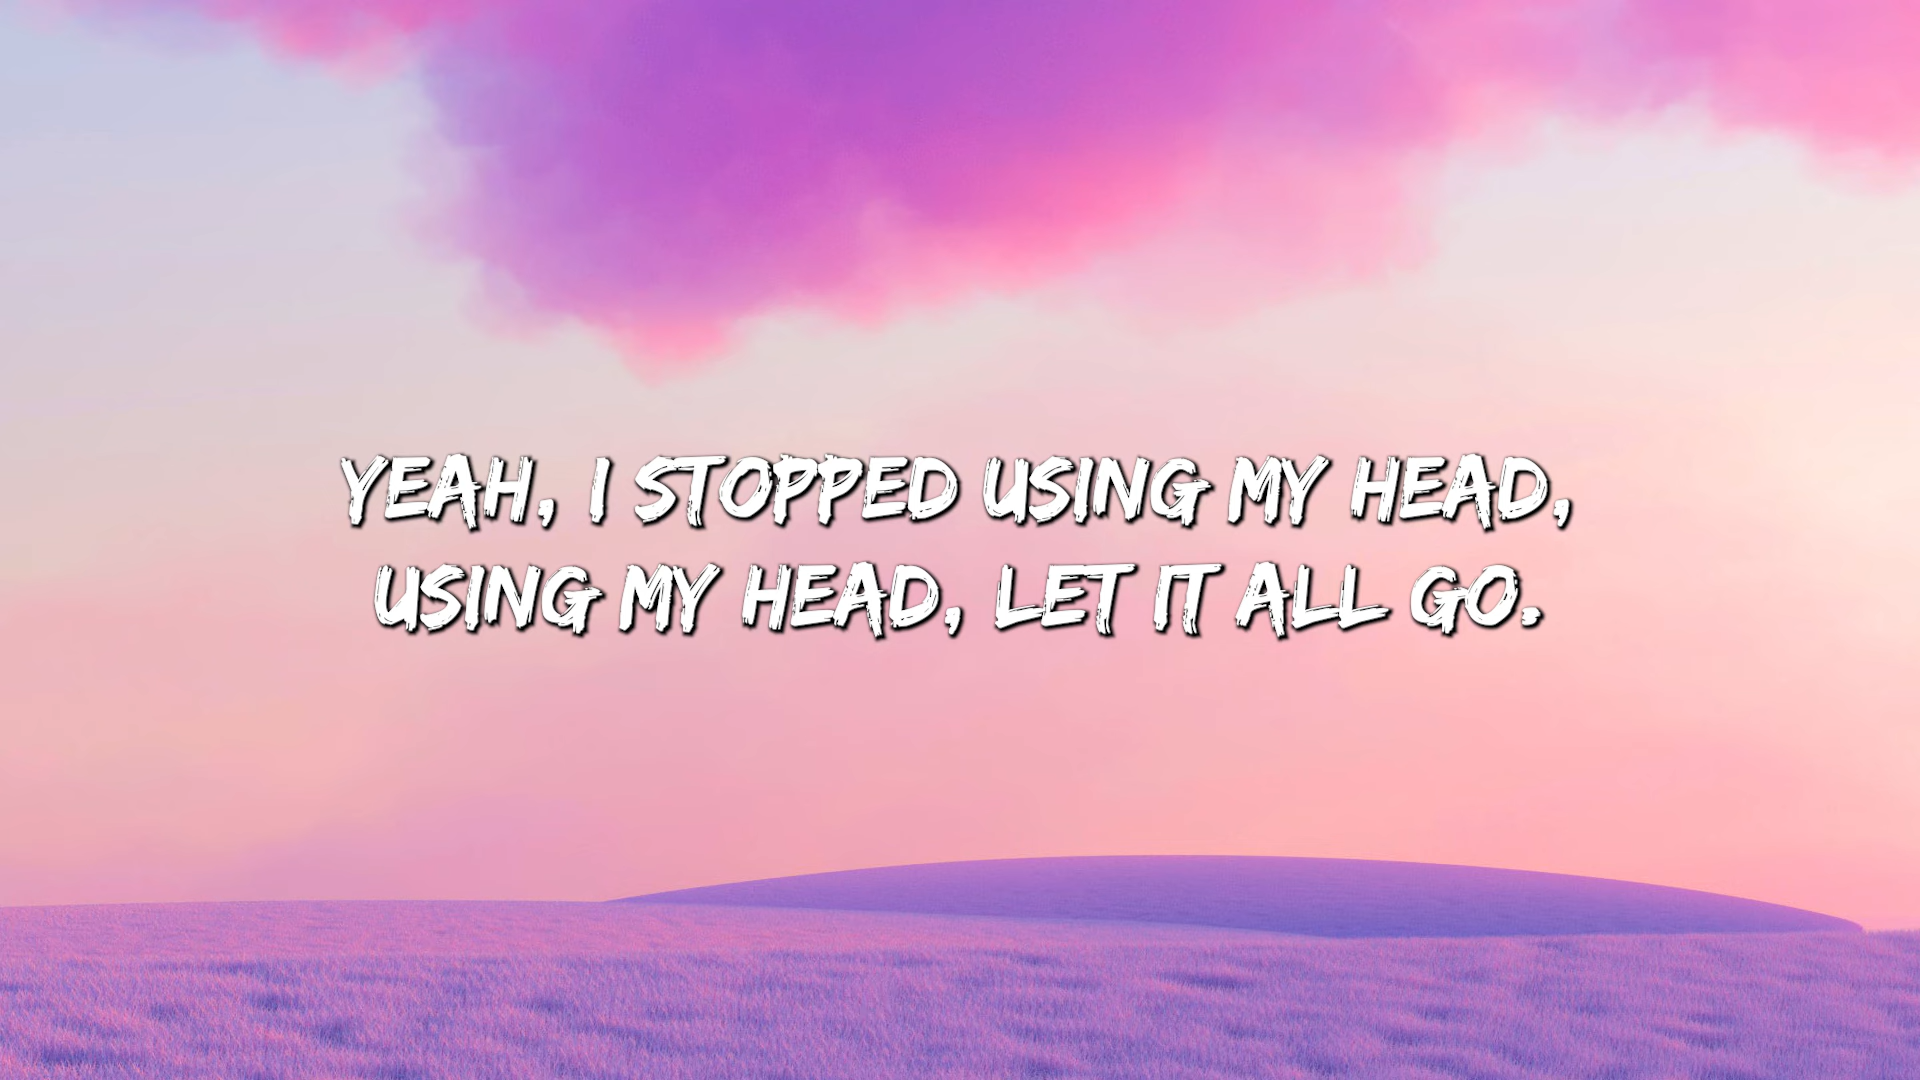 YEAH, I STOPPED USING MY HEAD,
USING MY HEAD, LET IT ALL GO.